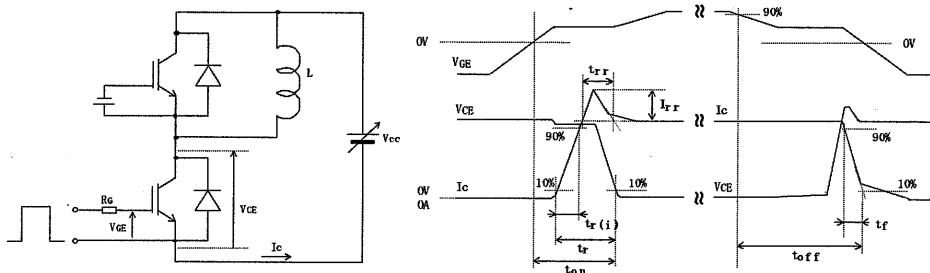 L
Vcc
VCE
RG
VGE
Ic
0V
90%
0V
VGE
trr
Irr
VCE
Ic
90%
90%
10%
10%
10%
0V
0A
Ic
VCE
tr(i)
tr
tf
ton
toff